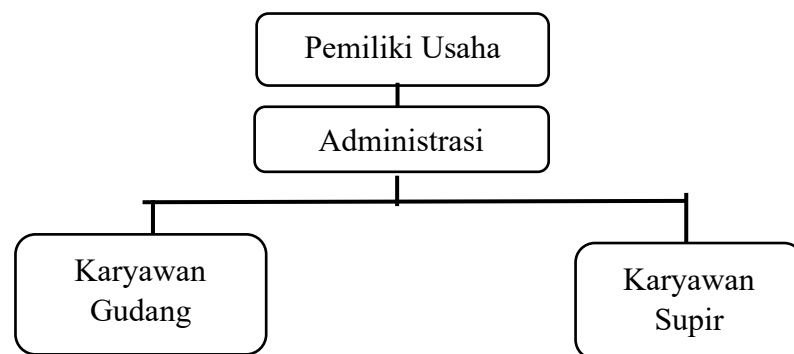 Pemiliki Usaha
Administrasi
Karyawan
Gudang
Karyawan
Supir